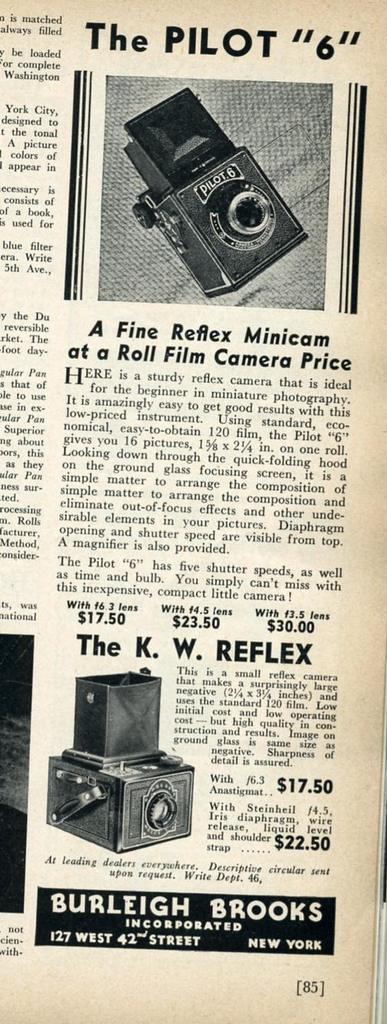 n is matched
always filled
y be loaded
For complete
Washington
York City,
designed to
t the tonal
A picture
colors of
l appear in
ecessary is
consists of
of a book,
is used for
blue filter
era. Write
5th Ave.,
y the Du
reversible
rket. The
-foot day-
gular Pan
s that of
ble to use
ase in ex-
ular Pan
Superior
ng about
oors, this
as they
ular Pan
ness sur-
ted.
rocessing
m. Rolls
facturer,
Method,
consider-
ts, was
national
not
cien-
with-
The PILOT "6"
PILOT 6
A Fine Reflex Minicam
at a Roll Film Camera Price
HERE is a sturdy reflex camera that is ideal
for the beginner in miniature photography.
It is amazingly easy to get good results with this
low-priced instrument. Using standard, eco-
nomical, easy-to-obtain 120 film, the Pilot "6"
gives you 16 pictures, 1⅝ x 2¼ in. on one roll.
Looking down through the quick-folding hood
on the ground glass focusing screen, it is a
simple matter to arrange the composition of
simple matter to arrange the composition and
eliminate out-of-focus effects and other unde-
sirable elements in your pictures. Diaphragm
opening and shutter speed are visible from top.
A magnifier is also provided.
The Pilot "6" has five shutter speeds, as well
as time and bulb. You simply can't miss with
this inexpensive, compact little camera!
With f6.3 lens With f4.5 lens With f3.5 lens
$17.50 $23.50 $30.00
The K. W. REFLEX
This is a small reflex camera
that makes a surprisingly large
negative (2¼ x 3¼ inches) and
uses the standard 120 film. Low
initial cost and low operating
cost — but high quality in con-
struction and results. Image on
ground glass is same size as
negative. Sharpness of
detail is assured.
With f6.3
Anastigmat.. $17.50
With Steinheil f4.5,
Iris diaphragm, wire
release, liquid level
and shoulder
strap ...... $22.50
At leading dealers everywhere. Descriptive circular sent
upon request. Write Dept. 46,
BURLEIGH BROOKS
INCORPORATED
127 WEST 42nd STREET NEW YORK
[85]